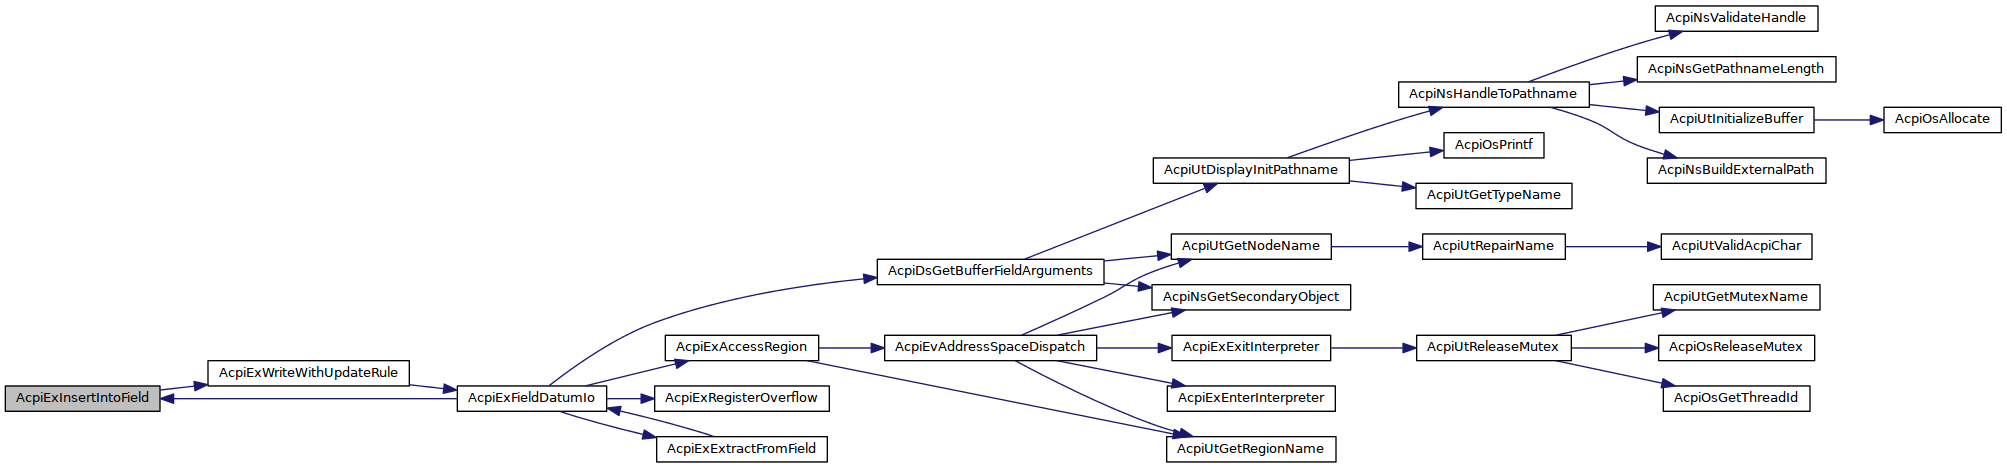 AcpiNsValidateHandle
AcpiNsGetPathnameLength
AcpiNsHandleToPathname
AcpiUtInitializeBuffer
AcpiOsAllocate
AcpiOsPrintf
AcpiUtDisplayInitPathname
AcpiNsBuildExternalPath
AcpiUtGetTypeName
AcpiUtGetNodeName
AcpiUtRepairName
AcpiUtValidAcpiChar
AcpiDsGetBufferFieldArguments
AcpiNsGetSecondaryObject
AcpiUtGetMutexName
AcpiExAccessRegion
AcpiEvAddressSpaceDispatch
AcpiExExitInterpreter
AcpiUtReleaseMutex
AcpiOsReleaseMutex
AcpiExWriteWithUpdateRule
AcpiExInsertIntoField
AcpiExFieldDatumIo
AcpiExRegisterOverflow
AcpiExEnterInterpreter
AcpiOsGetThreadId
AcpiExExtractFromField
AcpiUtGetRegionName